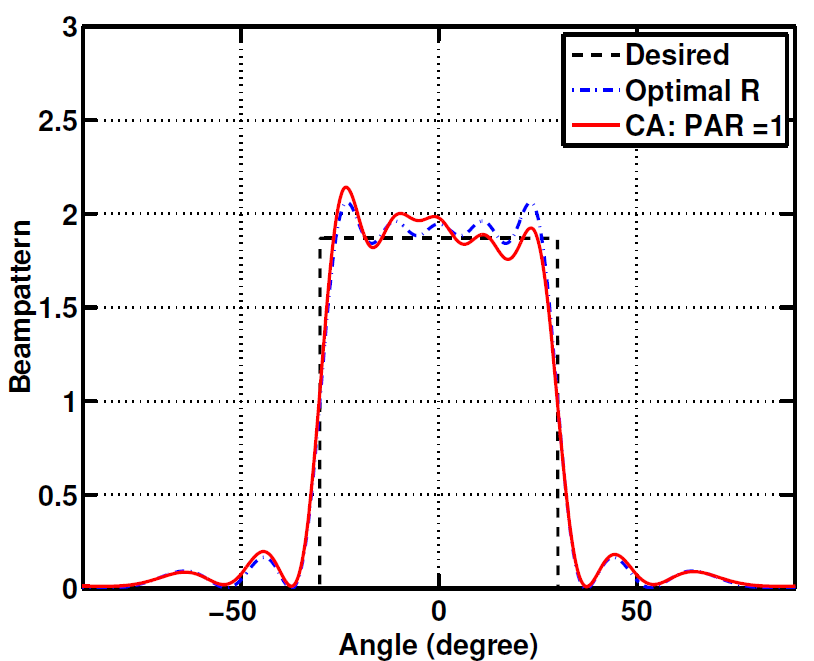 3
2.5
2
1.5
1
0.5
0
Beampattern
Desired
Optimal R
CA: PAR =1
−50
0
50
Angle (degree)